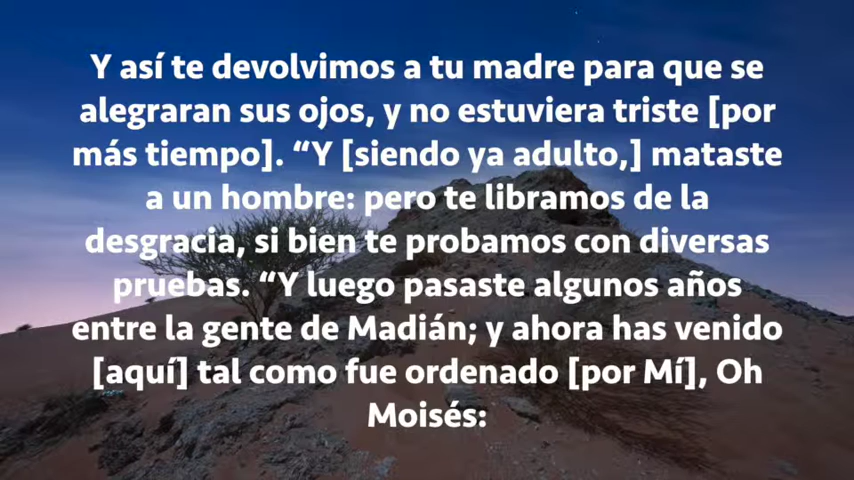 Y así te devolvimos a tu madre para que se
alegraran sus ojos, y no estuviera triste [por
más tiempo]. “Y [siendo ya adulto,] mataste
a un hombre: pero te libramos de la
desgracia, si bien te probamos con diversas
pruebas. “Y luego pasaste algunos años
entre la gente de Madián; y ahora has venido
[aquí] tal como fue ordenado [por Mí], Oh
Moisés: